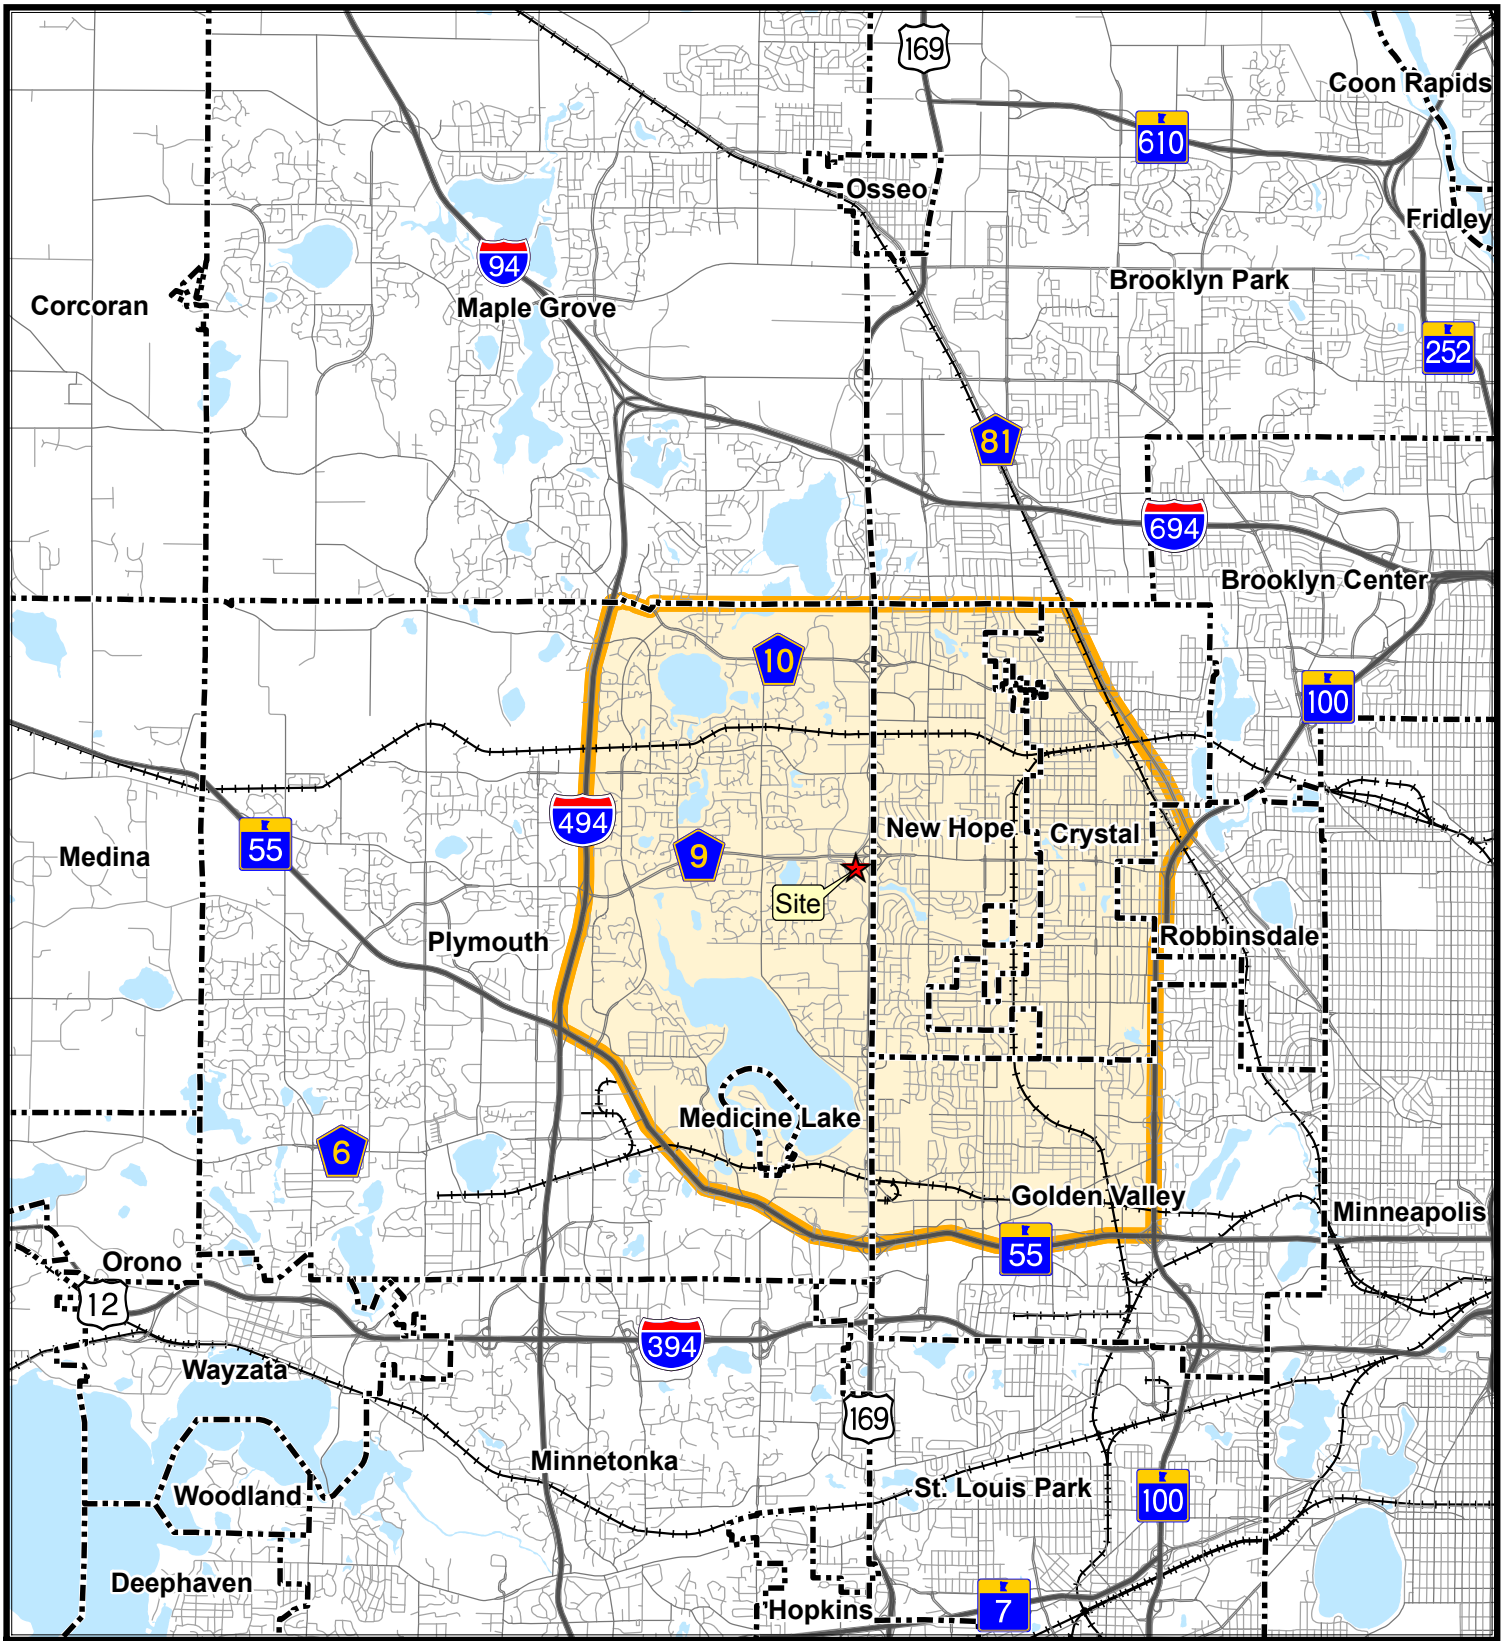 169
Coon Rapids
610
Osseo
Fridley
94
Brooklyn Park
Corcoran
Maple Grove
252
81
694
Brooklyn Center
10
100
494
New Hope
Crystal
55
Medina
9
Site
Plymouth
Robbinsdale
Medicine Lake
6
Golden Valley
Minneapolis
55
Orono
12
394
Wayzata
169
Minnetonka
St. Louis Park
Woodland
100
Deephaven
Hopkins
7